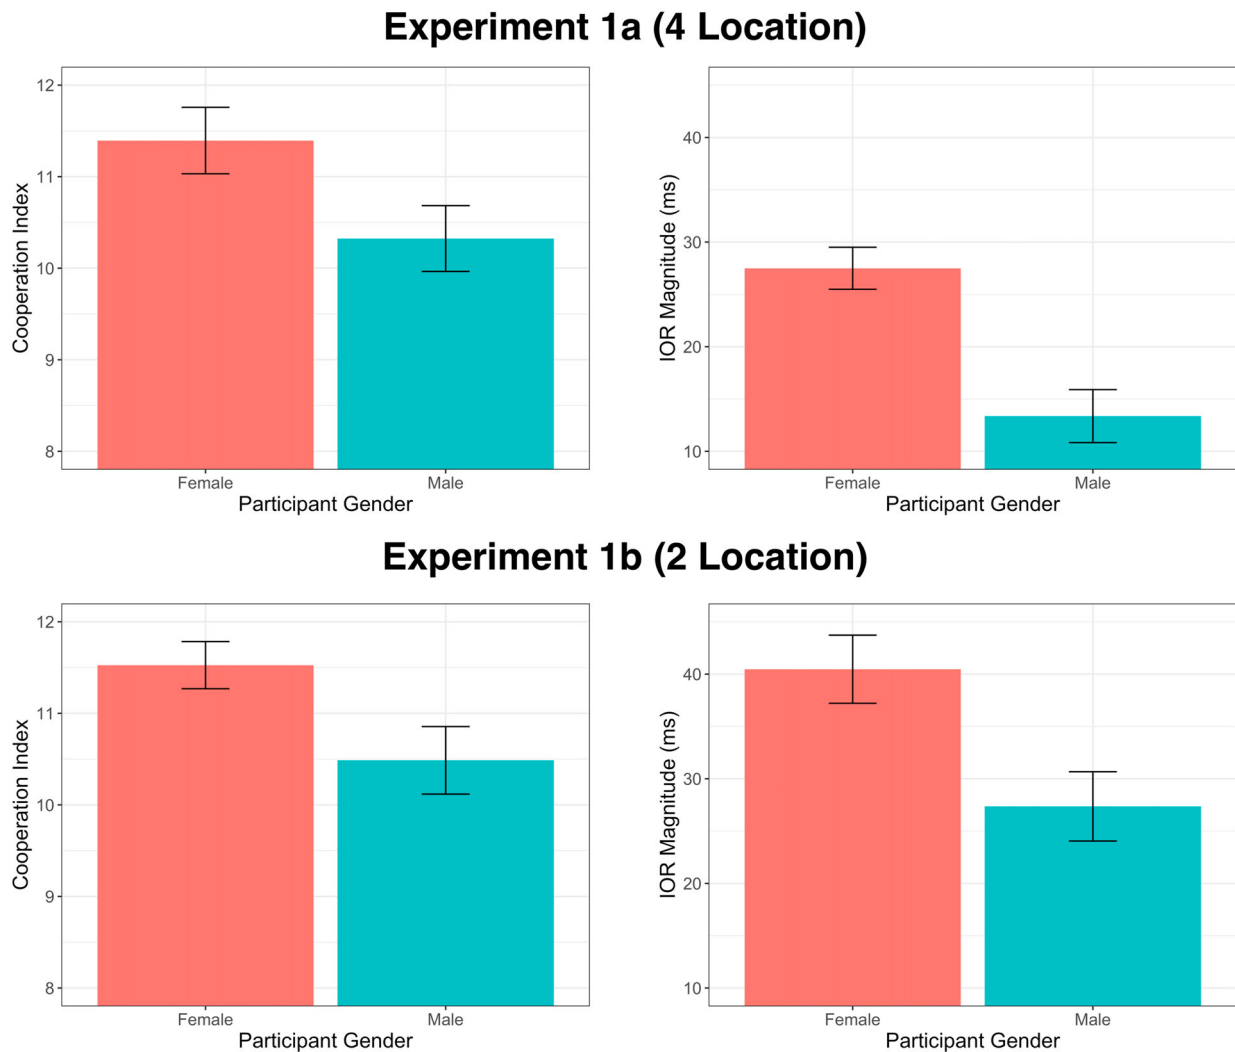 Experiment 1a (4 Location)
12
11
10
9
8
Cooperation Index
Female
Male
Participant Gender
40
30
20
10
IOR Magnitude (ms)
Female
Male
Participant Gender
Experiment 1b (2 Location)
12
11
10
9
8
Cooperation Index
Female
Male
Participant Gender
40
30
20
10
IOR Magnitude (ms)
Female
Male
Participant Gender